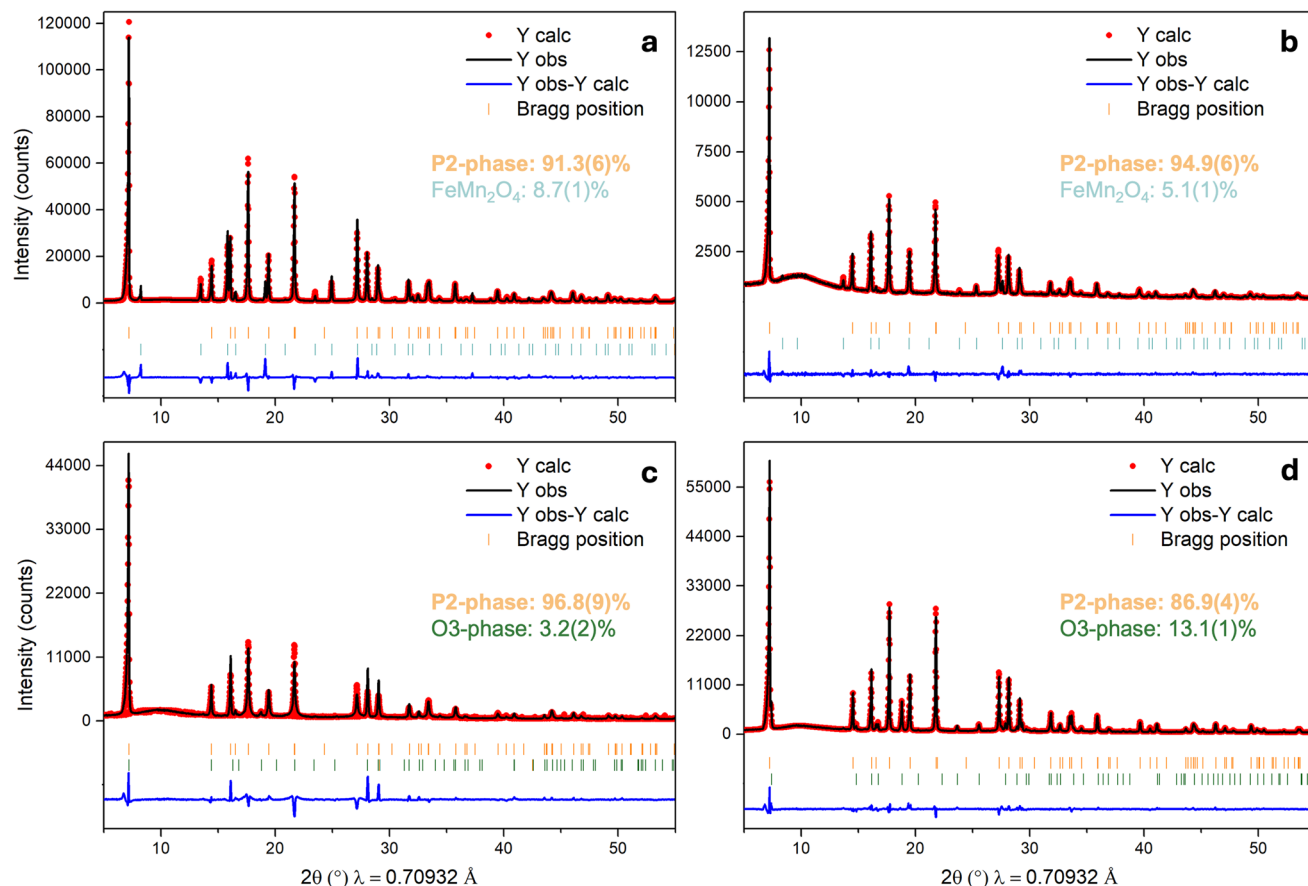 a
Y calc
Y obs
Y obs-Y calc
Bragg position
P2-phase: 91.3(6)%
FeMn₂O₄: 8.7(1)%
Intensity (counts)
120000
100000
80000
60000
40000
20000
0
10
20
30
40
50
b
Y calc
Y obs
Y obs-Y calc
Bragg position
P2-phase: 94.9(6)%
FeMn₂O₄: 5.1(1)%
12500
10000
7500
5000
2500
10
20
30
40
50
c
Y calc
Y obs
Y obs-Y calc
Bragg position
P2-phase: 96.8(9)%
O3-phase: 3.2(2)%
Intensity (counts)
44000
33000
22000
11000
0
10
20
30
40
50
2θ (°) λ = 0.70932 Å
d
Y calc
Y obs
Y obs-Y calc
Bragg position
P2-phase: 86.9(4)%
O3-phase: 13.1(1)%
55000
44000
33000
22000
11000
0
10
20
30
40
50
2θ (°) λ = 0.70932 Å